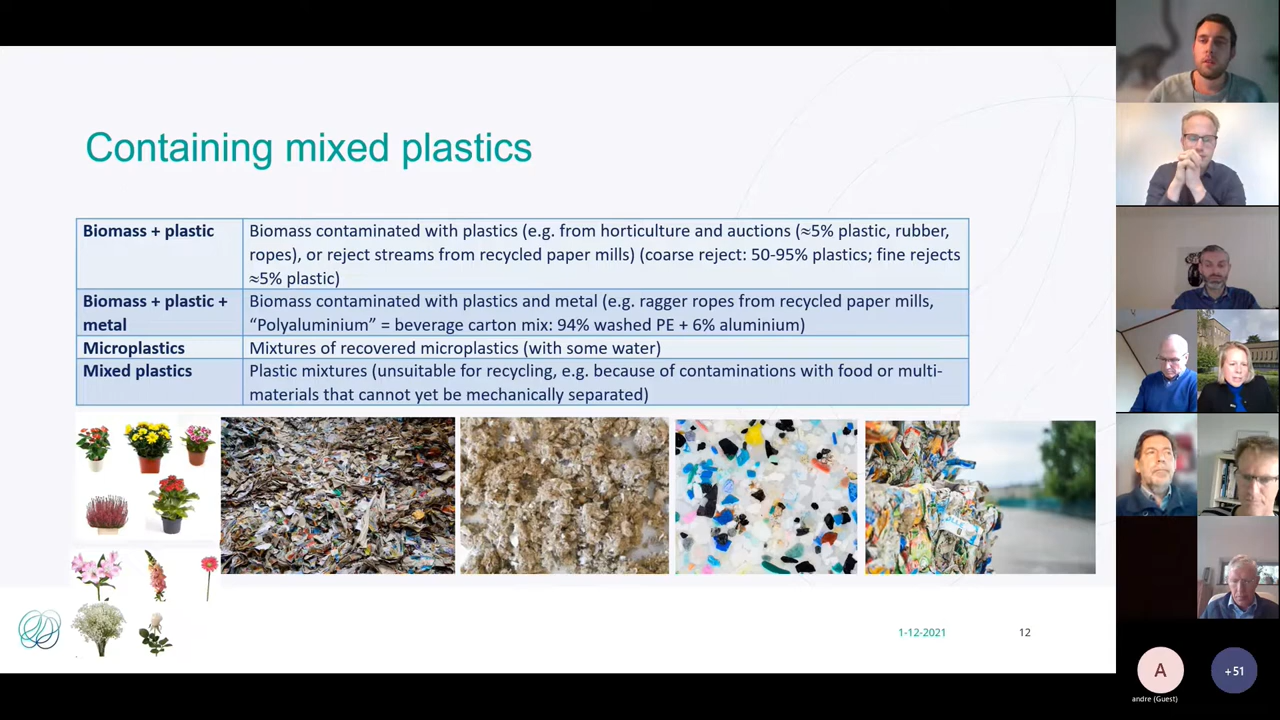 Containing mixed plastics
Biomass + plastic
Biomass contaminated with plastics (e.g. from horticulture and auctions (≈5% plastic, rubber,
ropes), or reject streams from recycled paper mills) (coarse reject: 50-95% plastics; fine rejects
≈5% plastic)
Biomass + plastic +
metal
Biomass contaminated with plastics and metal (e.g. ragger ropes from recycled paper mills,
“Polyaluminium” = beverage carton mix: 94% washed PE + 6% aluminium)
Microplastics
Mixtures of recovered microplastics (with some water)
Mixed plastics
Plastic mixtures (unsuitable for recycling, e.g. because of contaminations with food or multi-
materials that cannot yet be mechanically separated)
1-12-2021
12
A
andre (Guest)
+51